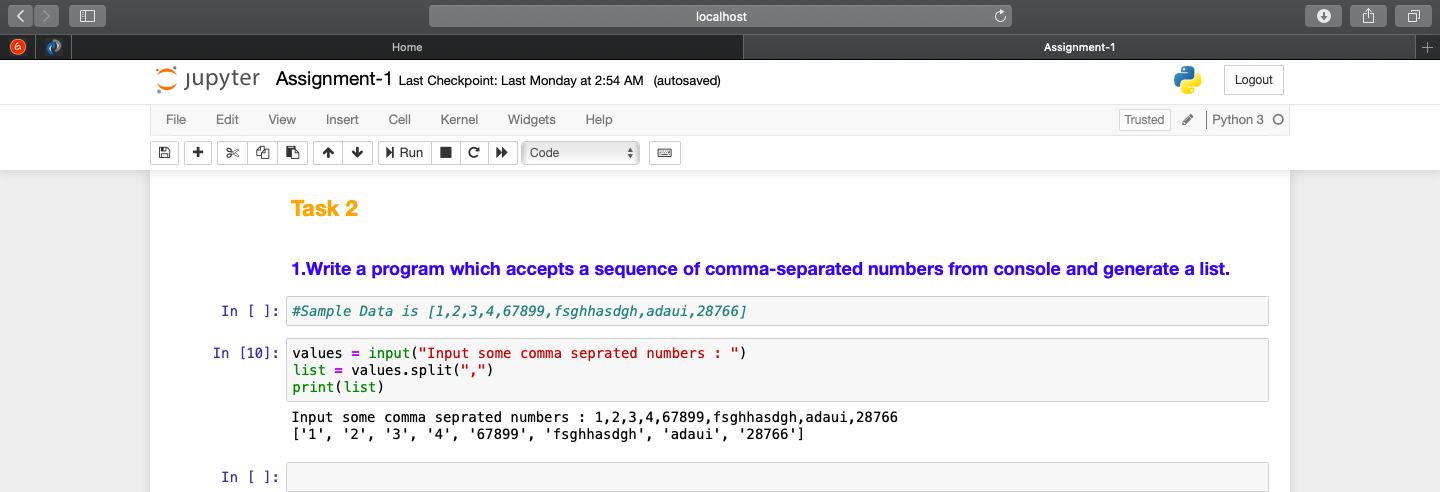 localhost
Home
Assignment-1
jupyter Assignment-1 Last Checkpoint: Last Monday at 2:54 AM (autosaved)
Logout
File Edit View Insert Cell Kernel Widgets Help
Trusted Python 3
Run Code
Task 2
1.Write a program which accepts a sequence of comma-separated numbers from console and generate a list.
In [ ]: #Sample Data is [1,2,3,4,67899,fsghhasdgh,adaui,28766]
In [10]: values = input("Input some comma seprated numbers : ")
list = values.split(",")
print(list)
Input some comma seprated numbers : 1,2,3,4,67899,fsghhasdgh,adaui,28766
['1', '2', '3', '4', '67899', 'fsghhasdgh', 'adaui', '28766']
In [ ]: